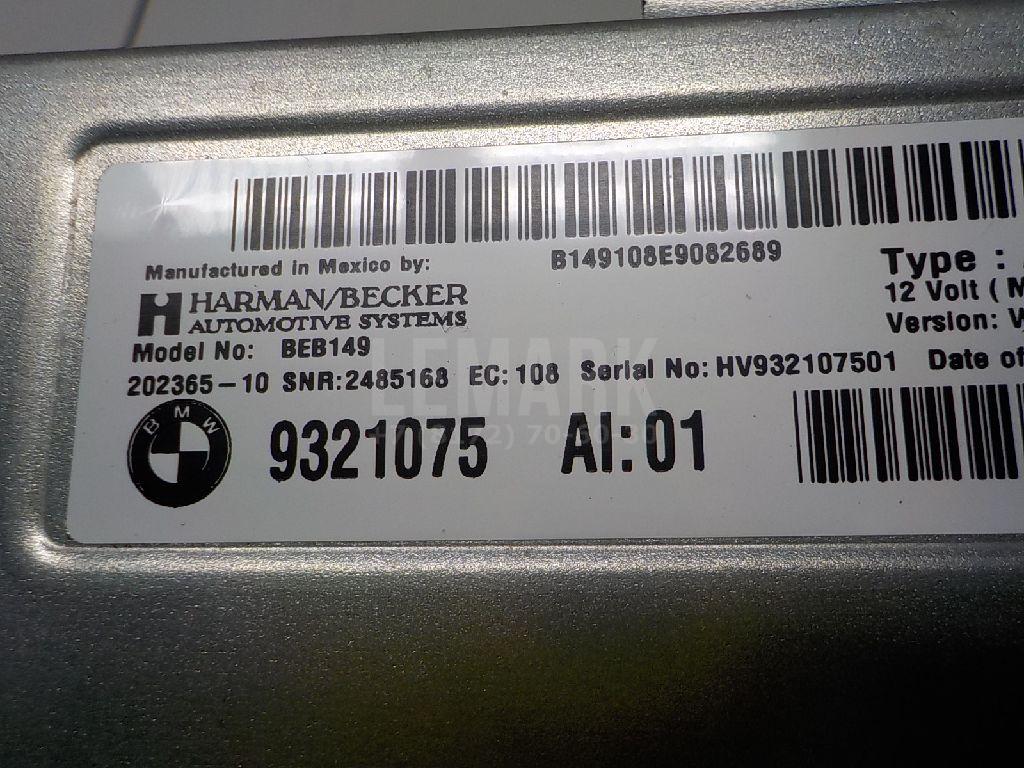 B149108E9082689
Manufactured in Mexico by:
HARMAN/BECKER
AUTOMOTIVE SYSTEMS
Type :
12 Volt (
Version:
Model No: BEB149
202365-10 SNR:2485168 EC: 108 Serial No: HV932107501 Date of
BMW
9321075 AI:01
LEMARK